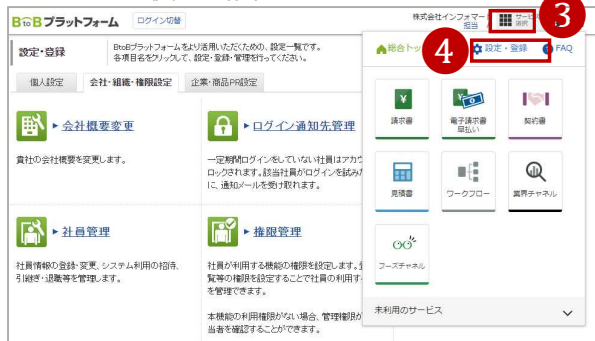 BtoBプラットフォーム ログイン切替
株式会社インフォマート
担当
サービス
選択
3
設定・登録
BtoBプラットフォームをより活用いただくための、設定一覧です。
各項目名をクリックして、設定・登録・管理を行ってください。
総合トップ
4
設定・登録
FAQ
個人設定 会社・組織・権限設定 企業・商品PR設定
会社概要変更
貴社の会社概要を変更します。
ログイン通知先管理
一定期間ログインをしていない社員はアカウ
ロックされます。該当社員がログインを試みた
に、通知メールを受け取れます。
社員管理
社員情報の登録・変更、システム利用の招待、
引継ぎ・退職等を管理します。
権限管理
社員が利用する機能の権限を設定します。
覧等の権限を設定することで社員の利用す
を管理できます。
本機能の利用権限がない場合、管理権限が
当者を確認することができます。
請求書
電子請求書
早払い
契約書
見積書
ワークフロー
業界チャネル
フーズチャネル
未利用のサービス